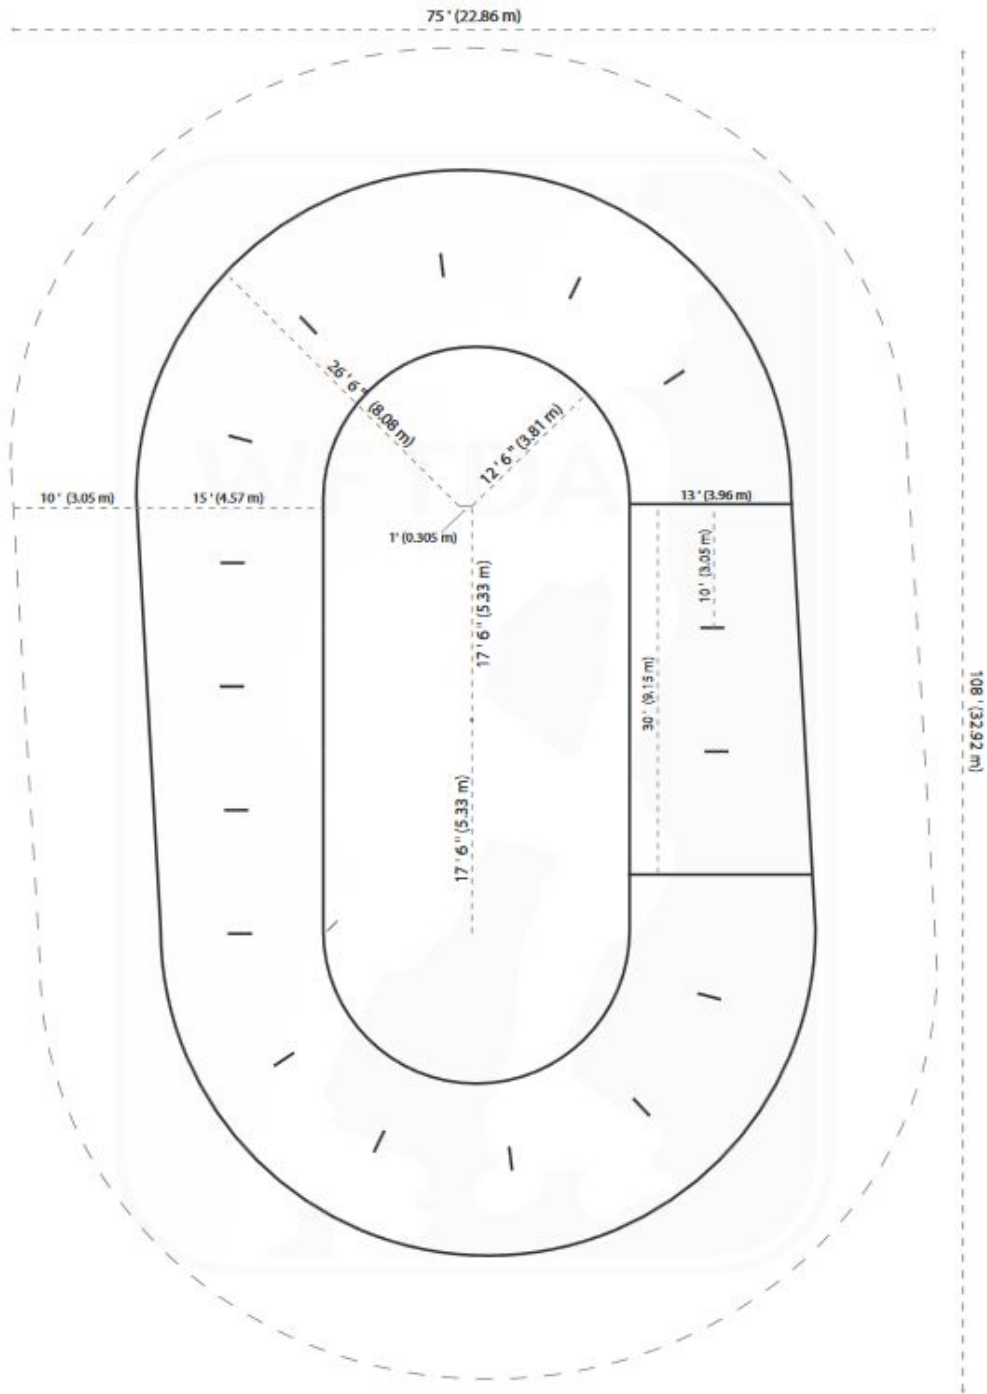 75 ' (22.86 m)
26 ' 6 " (8.08 m)
12 ' 6 " (3.81 m)
10 ' (3.05 m)
15 ' (4.57 m)
13 ' (3.96 m)
1' (0.305 m)
10 ' (3.05 m)
17 ' 6 " (5.33 m)
30 ' (9.15 m)
17 ' 6 " (5.33 m)
108 ' (32.92 m)
WFTDA